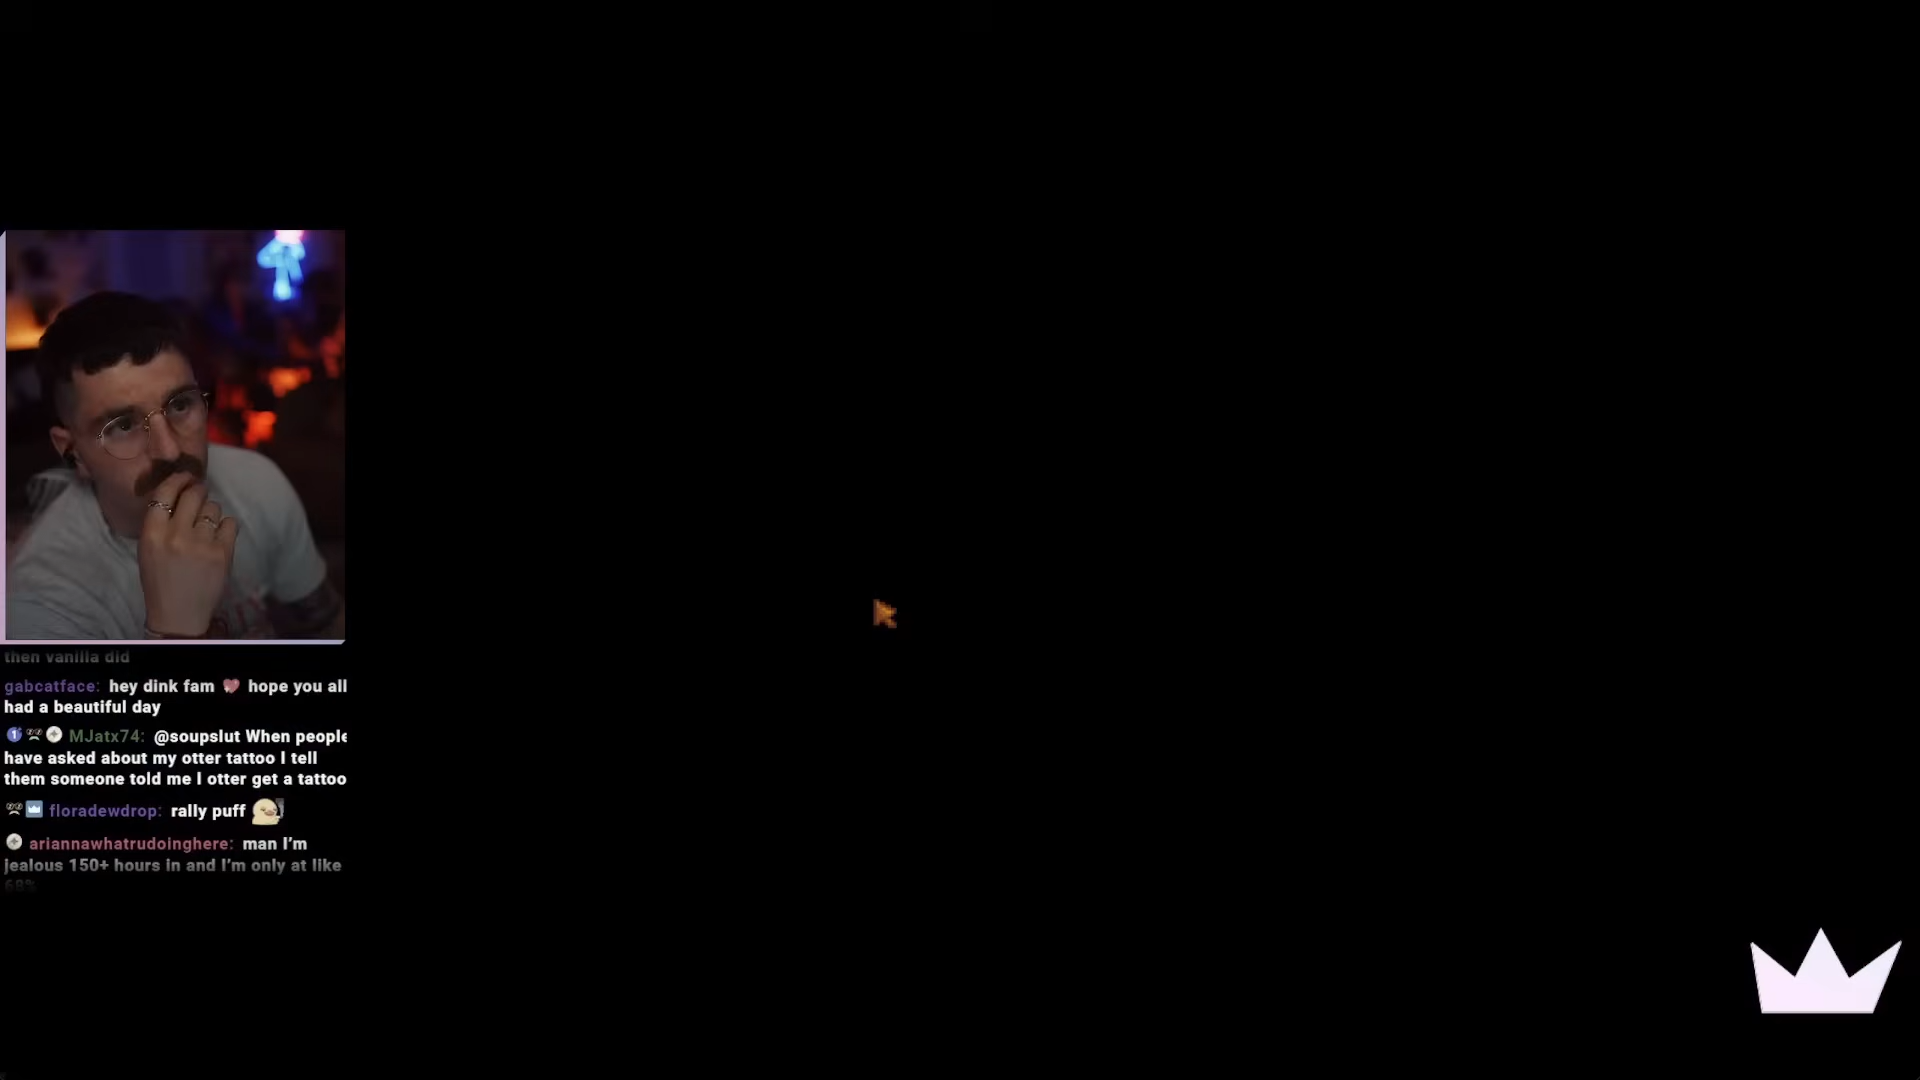 then vanilla did
gabcatface: hey dink fam hope you all
had a beautiful day
MJatx74: @soupslut When people
have asked about my otter tattoo I tell
them someone told me I otter get a tattoo
floradewdrop: rally puff
ariannawhatrudoinghere: man I'm
jealous 150+ hours in and I'm only at like
68%